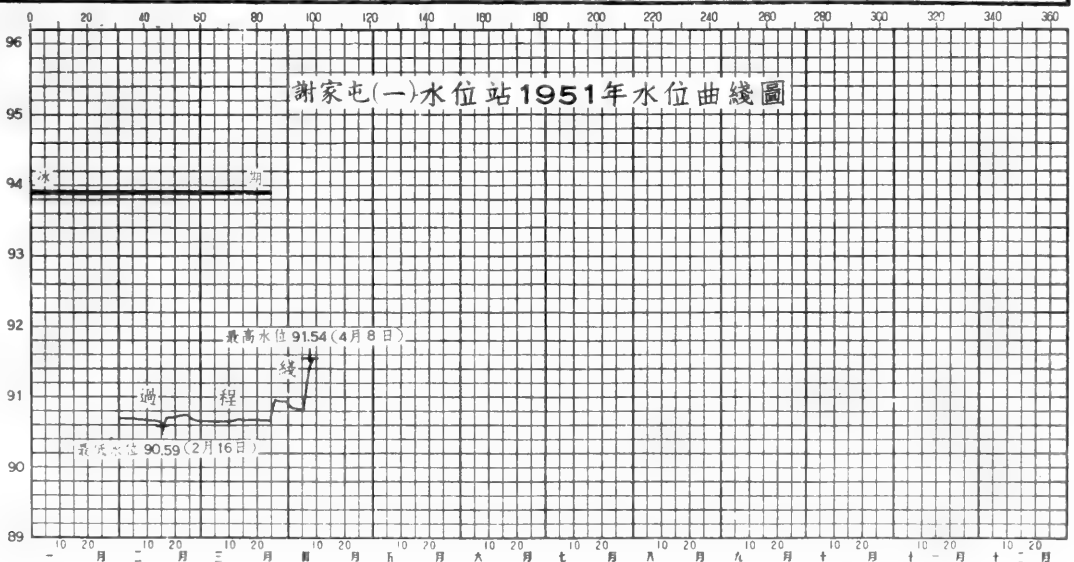 0 20 40 60 80 100 120 140 160 180 200 220 240 260 280 300 320 340 360
96
謝家屯(一)水位站1951年水位曲綫圖
95
94
冰 期
93
92
最高水位 91.54(4月8日)
綫
91
過 程
最低水位 90.59(2月16日)
90
89
一 10 20 月 二 10 20 月 三 10 20 月 四 10 20 月 五 10 20 月 六 10 20 月 七 10 20 月 八 10 20 月 九 10 20 月 十 10 20 月 十一 10 20 月 十二 10 20 月